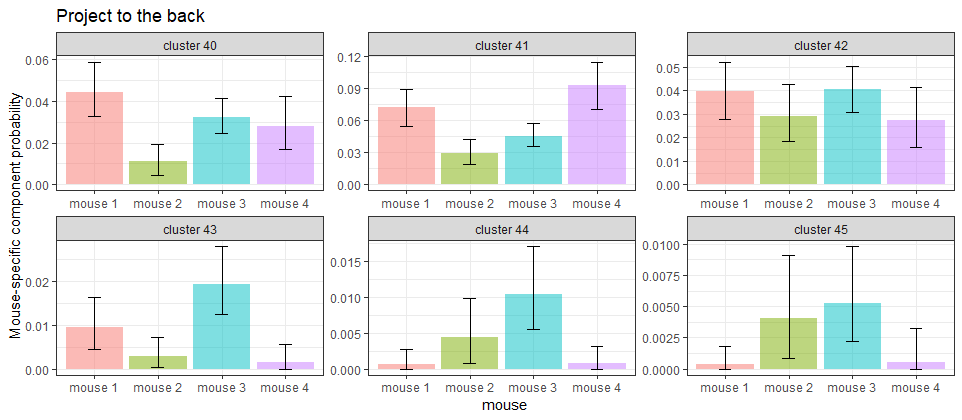 Project to the back
Mouse-specific component probability
cluster 40
cluster 41
cluster 42
0.06
0.04
0.02
0.00
0.12
0.09
0.06
0.03
0.00
0.05
0.04
0.03
0.02
0.01
0.00
mouse 1 mouse 2 mouse 3 mouse 4
mouse 1 mouse 2 mouse 3 mouse 4
mouse 1 mouse 2 mouse 3 mouse 4
cluster 43
cluster 44
cluster 45
0.02
0.01
0.00
0.015
0.010
0.005
0.000
0.0100
0.0075
0.0050
0.0025
0.0000
mouse 1 mouse 2 mouse 3 mouse 4
mouse 1 mouse 2 mouse 3 mouse 4
mouse 1 mouse 2 mouse 3 mouse 4
mouse